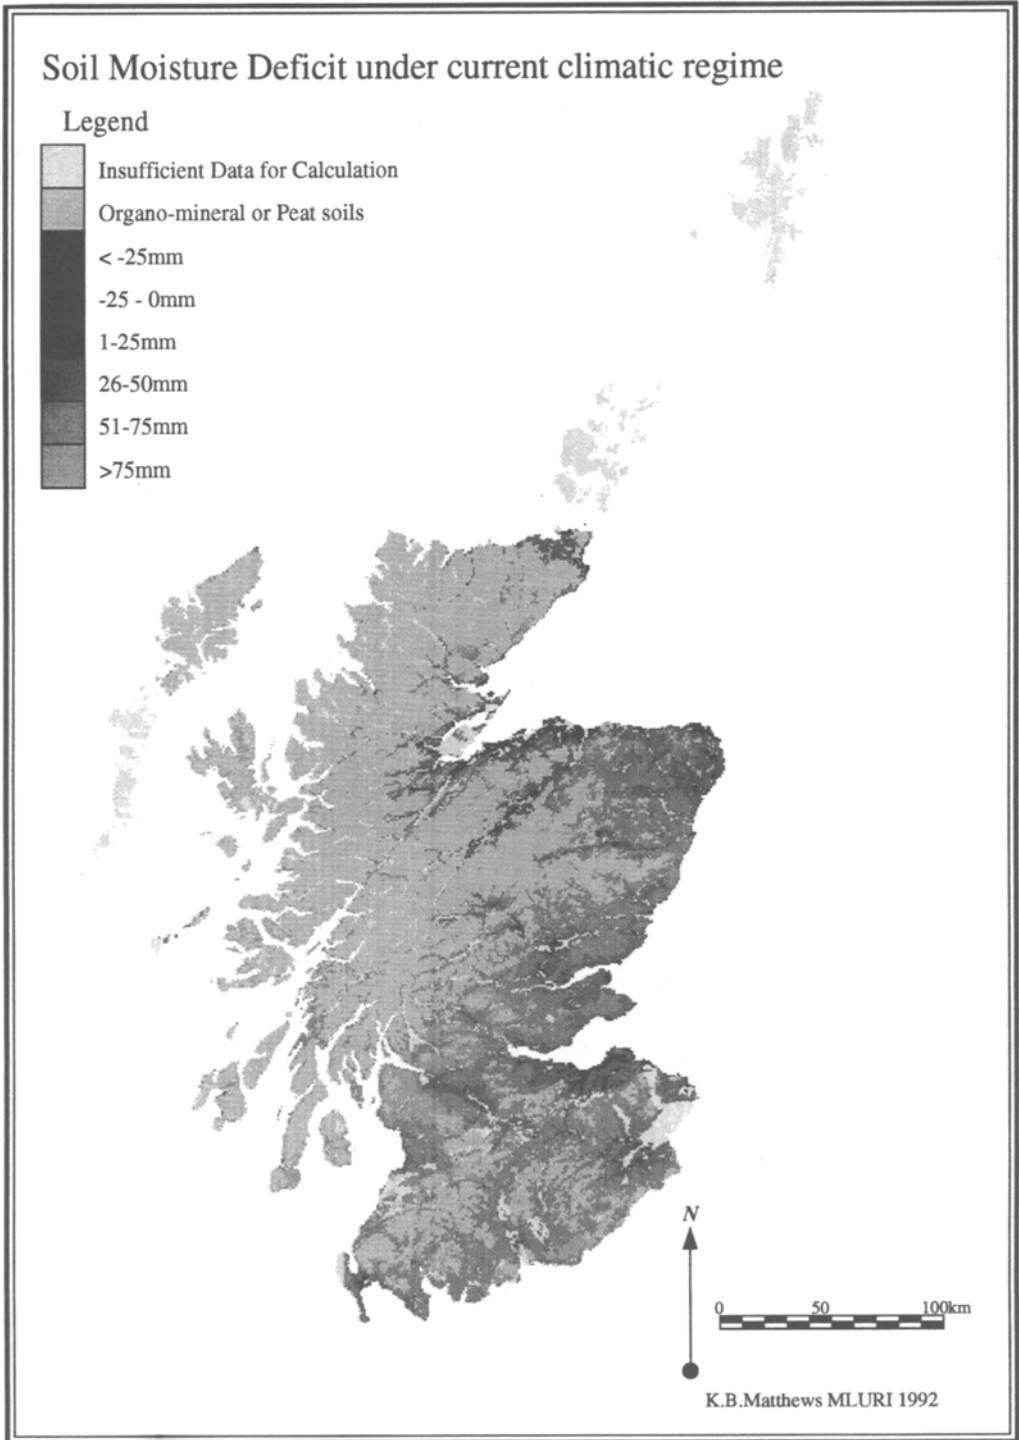 Soil Moisture Deficit under current climatic regime
Legend
Insufficient Data for Calculation
Organo-mineral or Peat soils
< -25mm
-25 - 0mm
1-25mm
26-50mm
51-75mm
>75mm
N
0 50 100km
K.B.Matthews MLURI 1992